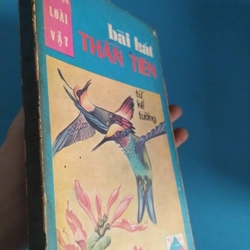 LOÀI
VẬT
bài hát
THẦN TIÊN
từ kế tường